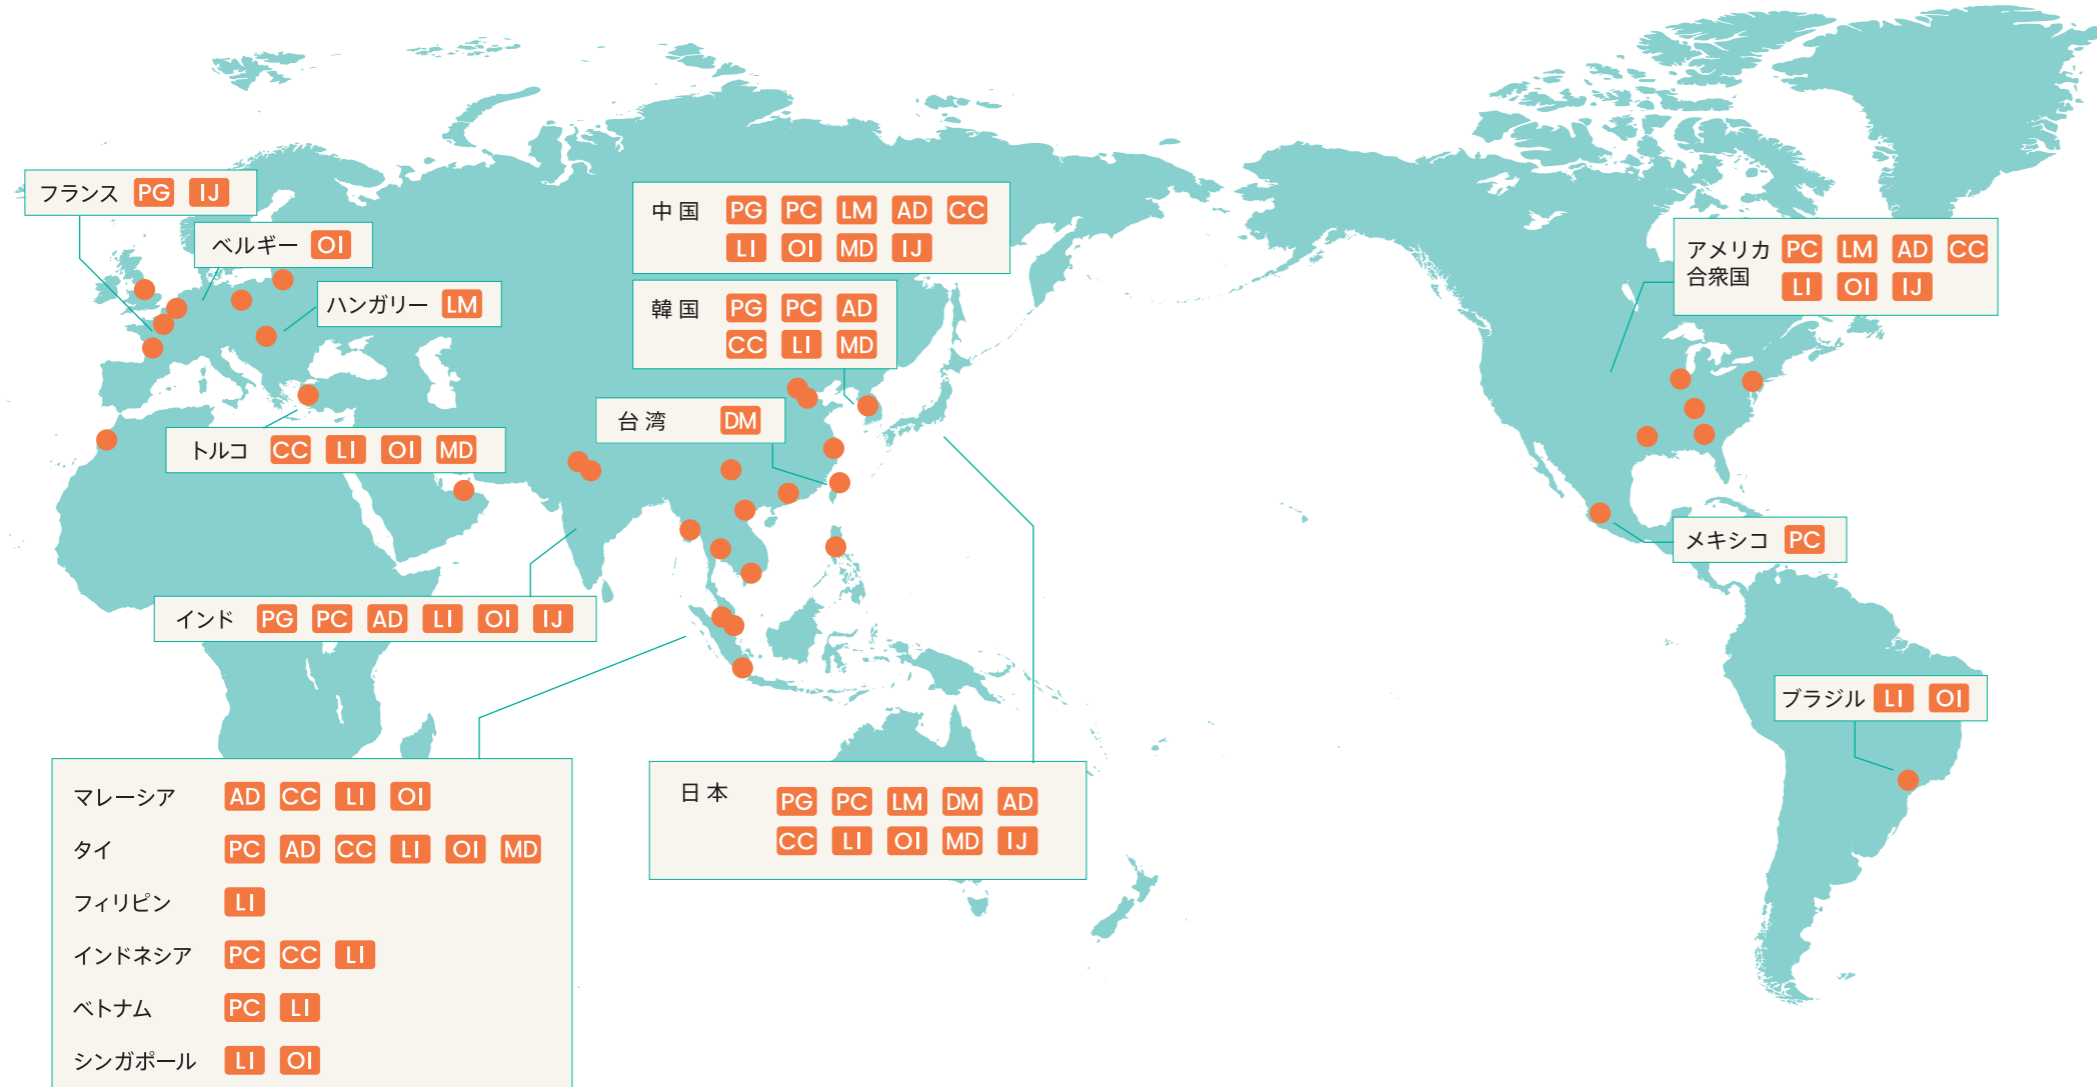 フランス PG IJ
ベルギー OI
ハンガリー LM
トルコ CC LI OI MD
インド PG PC AD LI OI IJ
中国 PG PC LM AD CC
LI OI MD IJ
韓国 PG PC AD
CC LI MD
台湾 DM
マレーシア AD CC LI OI
タイ PC AD CC LI OI MD
フィリピン LI
インドネシア PC CC LI
ベトナム PC LI
シンガポール LI OI
日本 PG PC LM DM AD
CC LI OI MD IJ
アメリカ PC LM AD CC
合衆国 LI OI IJ
メキシコ PC
ブラジル LI OI